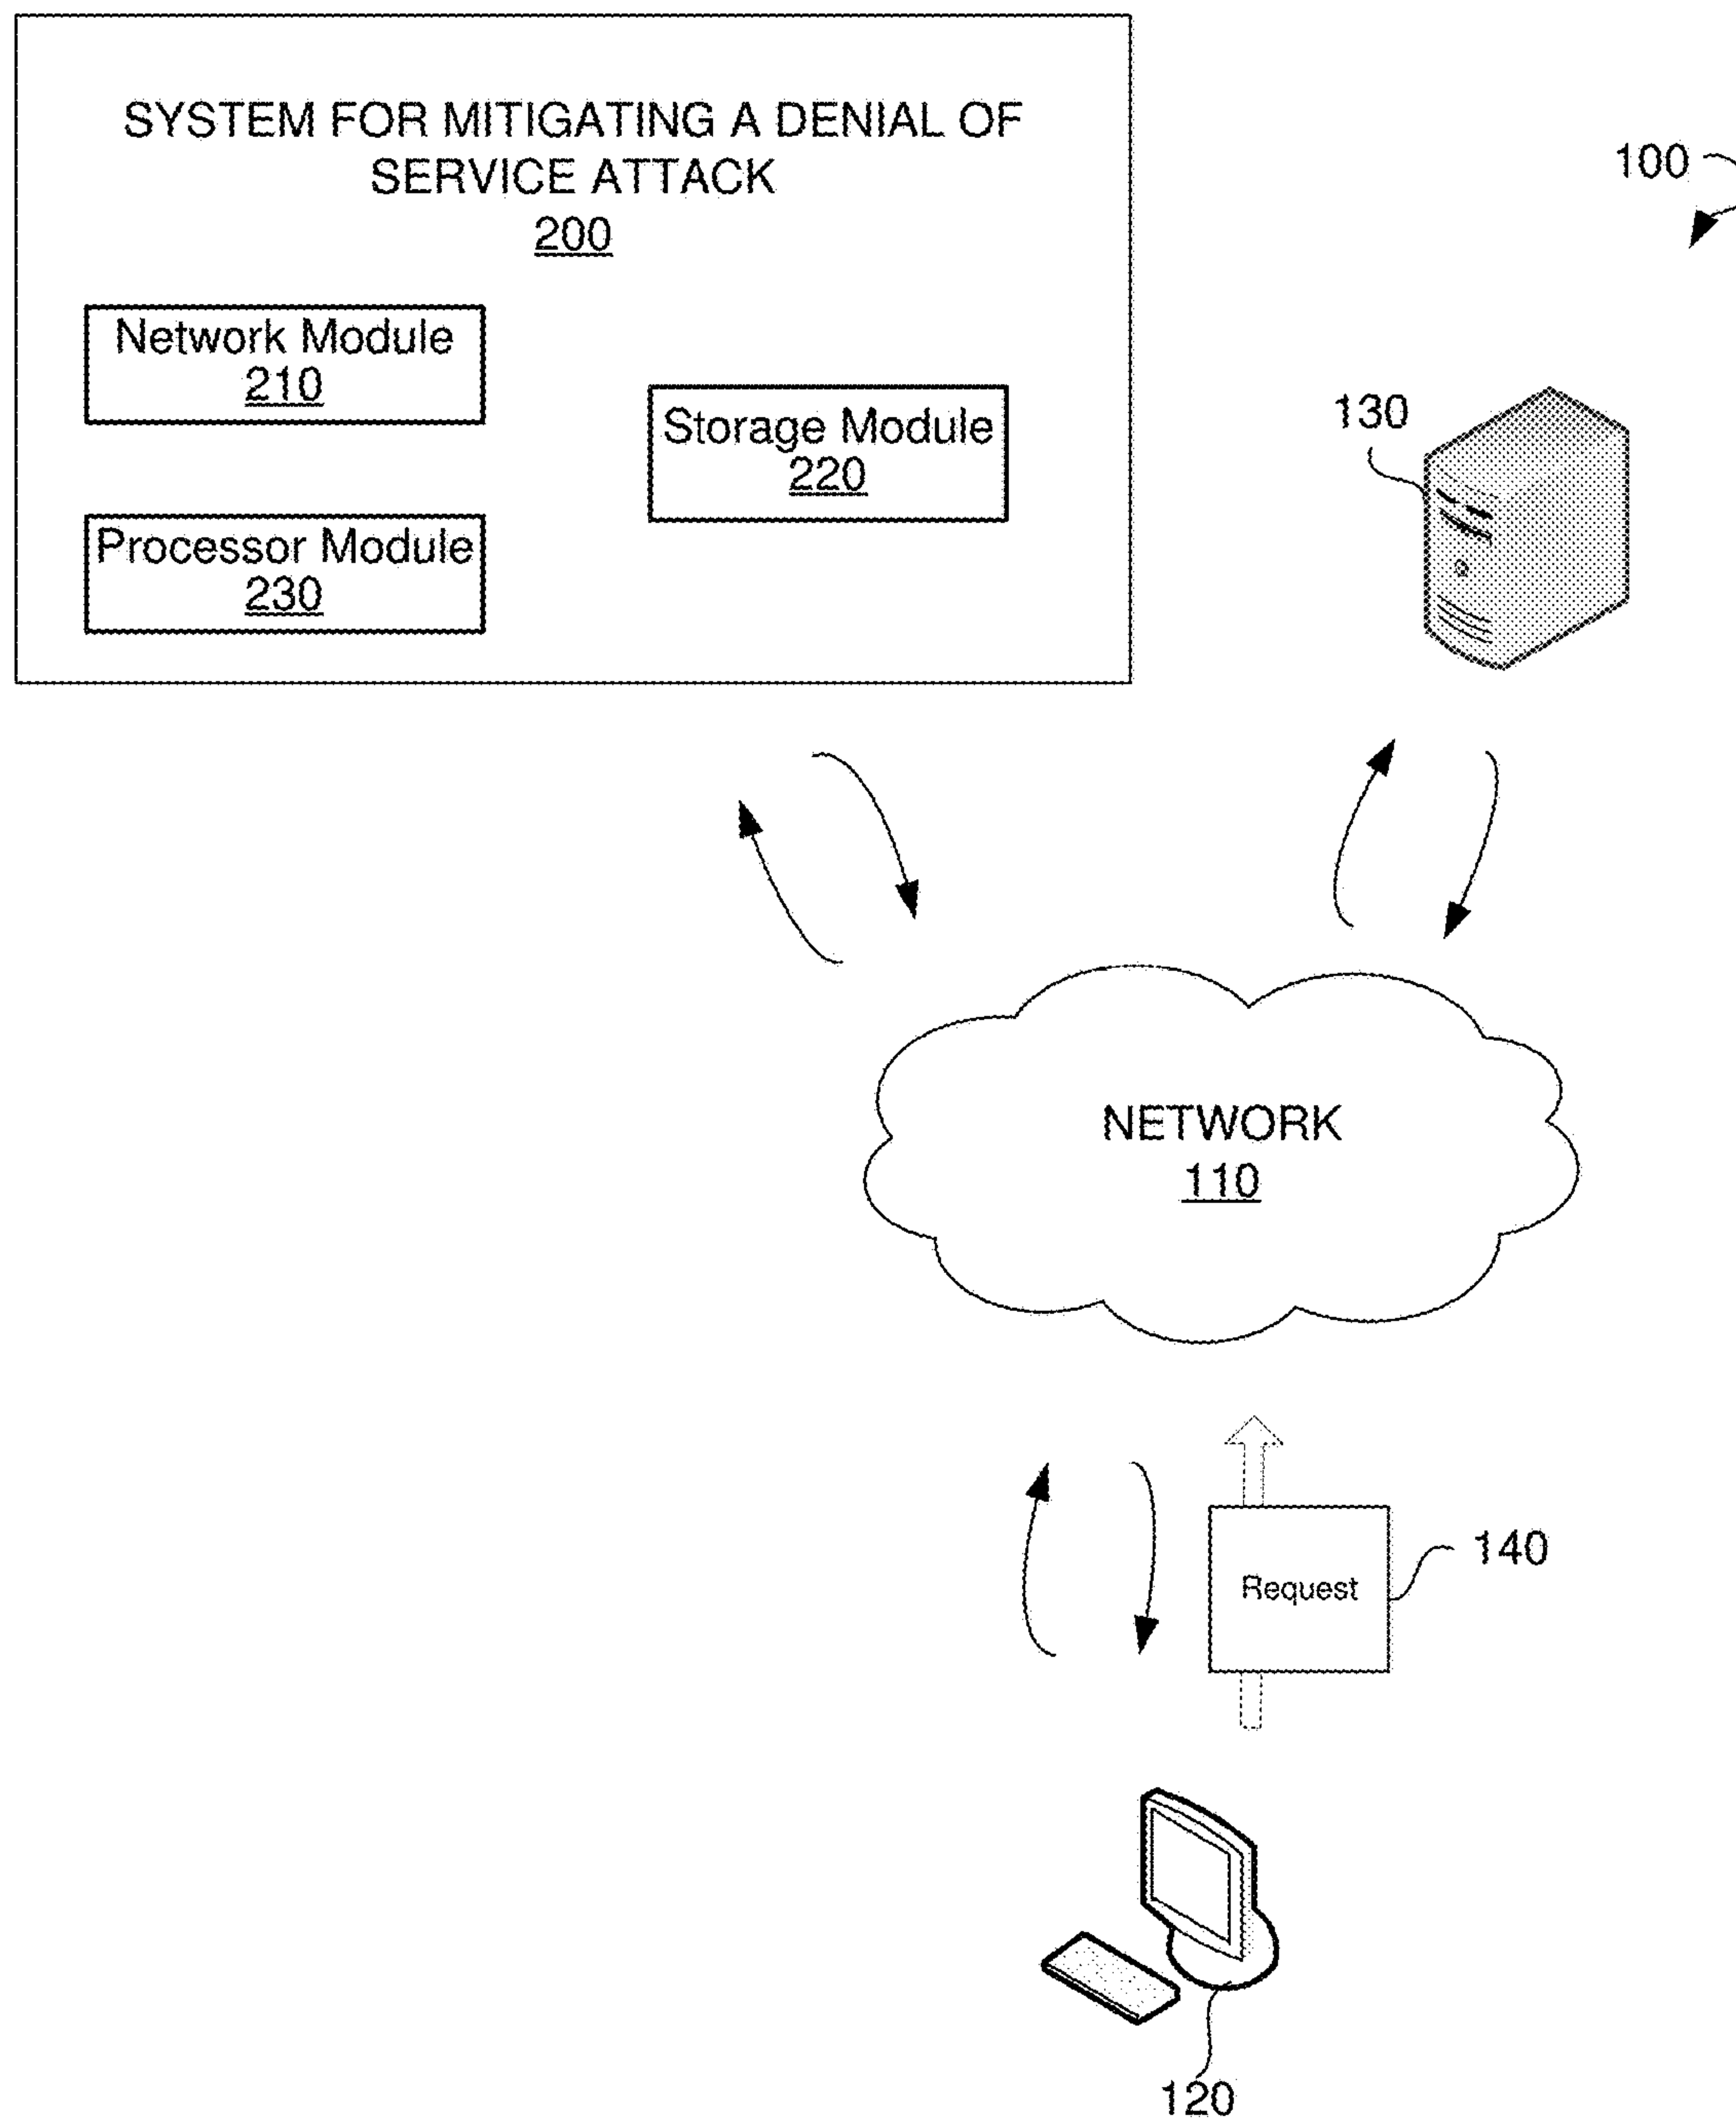 SYSTEM FOR MITIGATING A DENIAL OF
SERVICE ATTACK
200
100
Network Module
210
Storage Module
220
130
Processor Module
230
NETWORK
110
Request
140
120